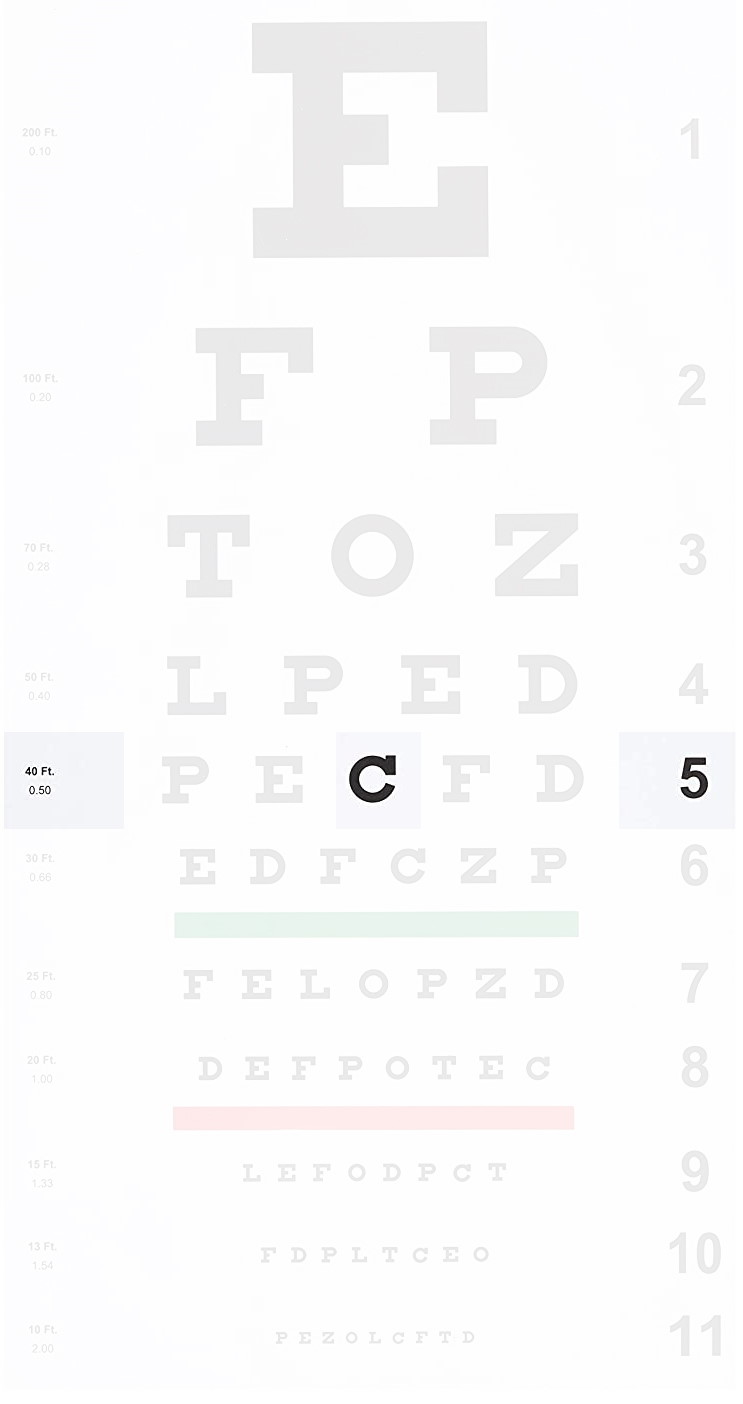 E
200 Ft.
0.10
1
F P
100 Ft.
0.20
2
T O Z
70 Ft.
0.28
3
L P E D
50 Ft.
0.40
4
P E C F D
40 Ft.
0.50
5
E D F C Z P
30 Ft.
0.66
6
F E L O P Z D
25 Ft.
0.80
7
D E F P O T E C
20 Ft.
1.00
8
L E F O D P C T
15 Ft.
1.33
9
F D P L T C E O
13 Ft.
1.54
10
P E Z O L C F T D
10 Ft.
2.00
11